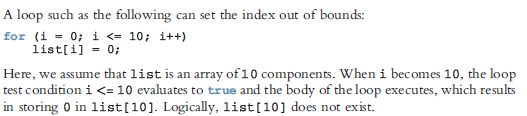 A loop such as the following can set the index out of bounds:
for (i = 0; i <= 10; i++)
    list[i] = 0;
Here, we assume that list is an array of 10 components. When i becomes 10, the loop
test condition i <= 10 evaluates to true and the body of the loop executes, which results
in storing 0 in list[10]. Logically, list[10] does not exist.